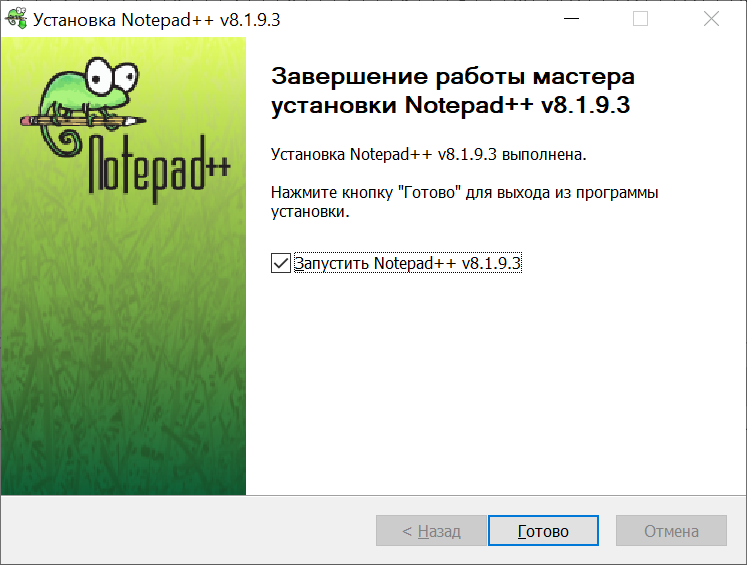 Установка Notepad++ v8.1.9.3
Notepad++
Завершение работы мастера
установки Notepad++ v8.1.9.3
Установка Notepad++ v8.1.9.3 выполнена.
Нажмите кнопку "Готово" для выхода из программы
установки.
Запустить Notepad++ v8.1.9.3
< Назад
Готово
Отмена